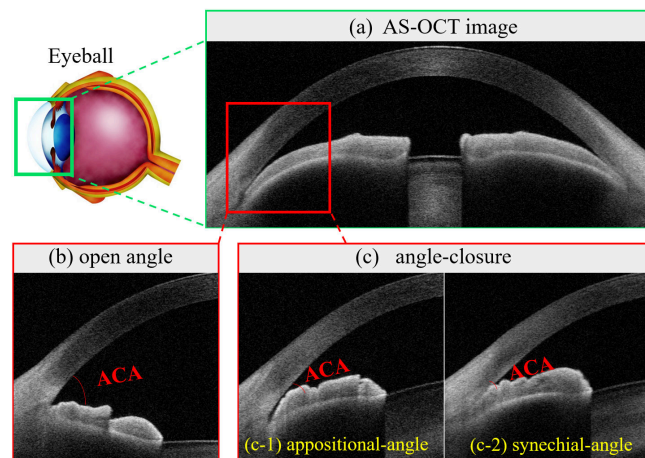 (a) AS-OCT image
Eyeball
(b) open angle
(c) angle-closure
ACA
ACA
ACA
(c-1) appositional-angle
(c-2) synechial-angle